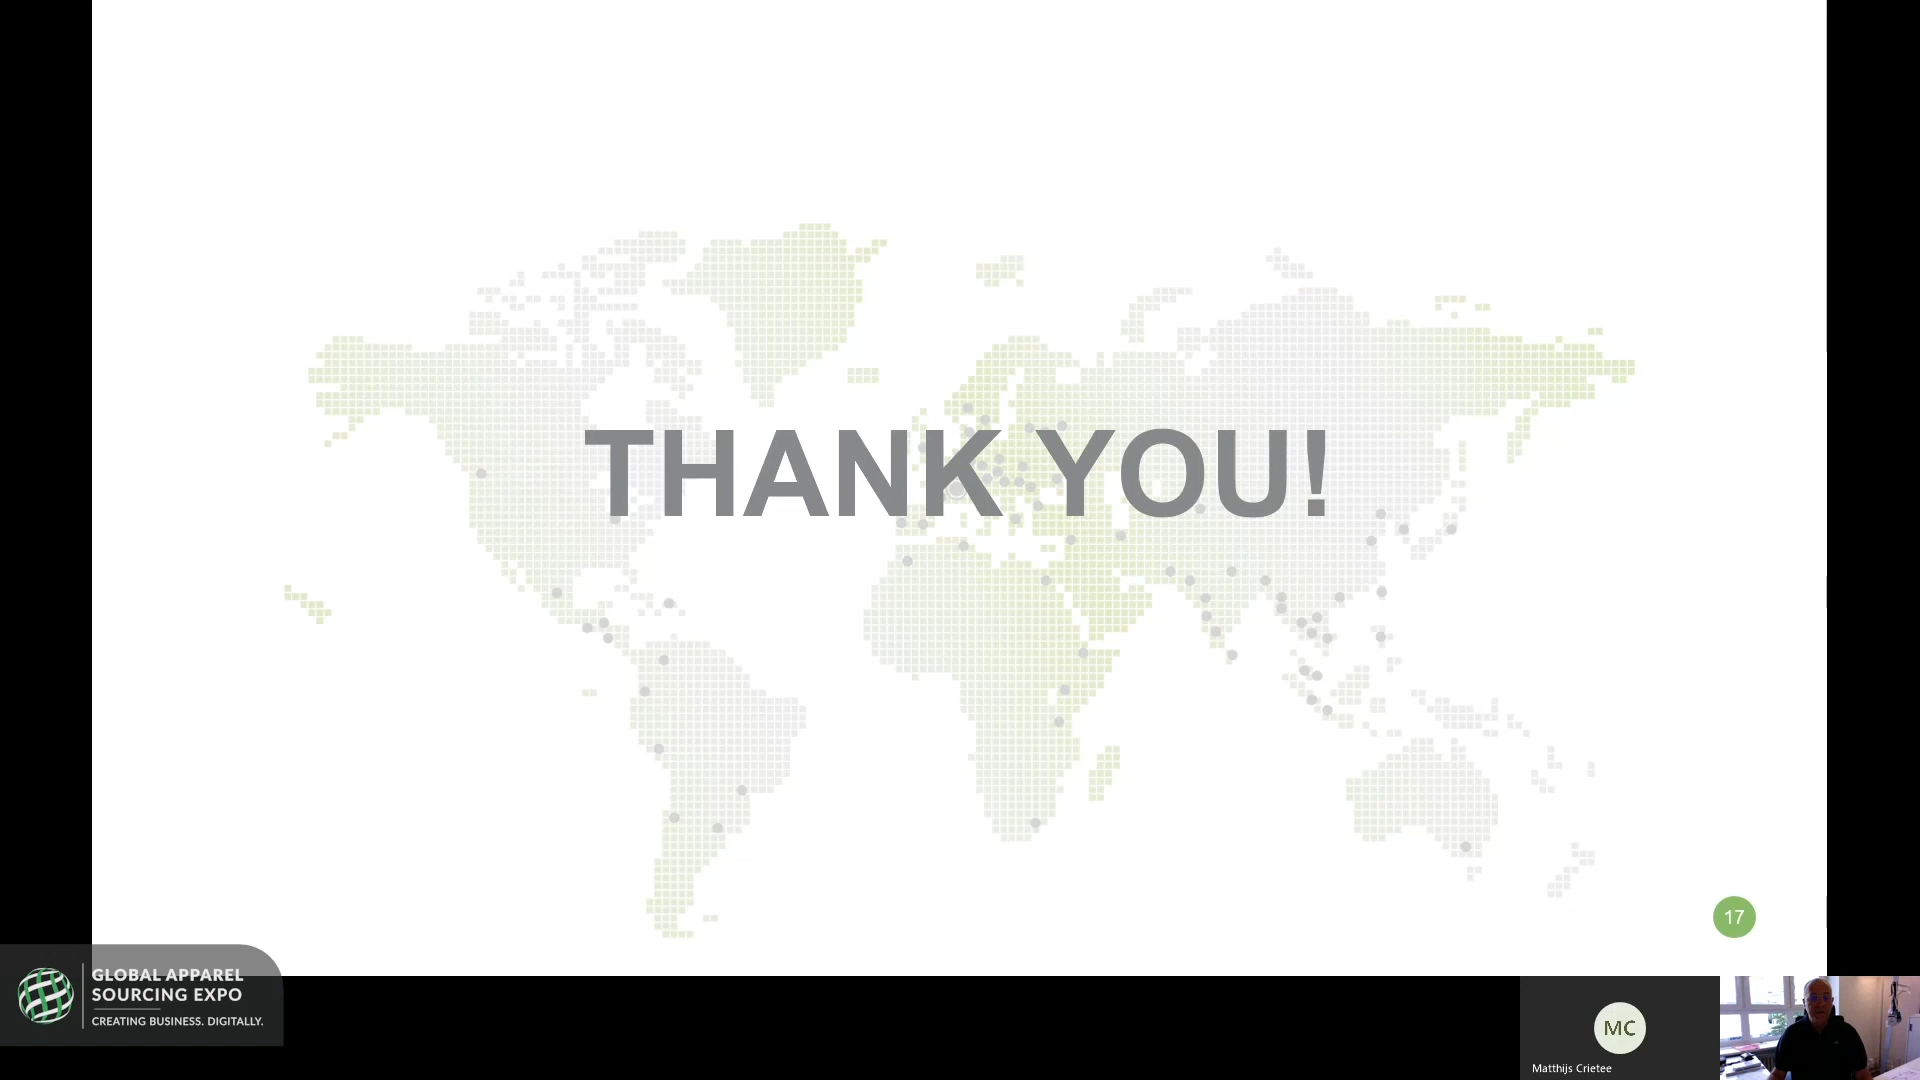 THANK YOU!
17
GLOBAL APPAREL
SOURCING EXPO
CREATING BUSINESS. DIGITALLY.
MC
Matthijs Crietee